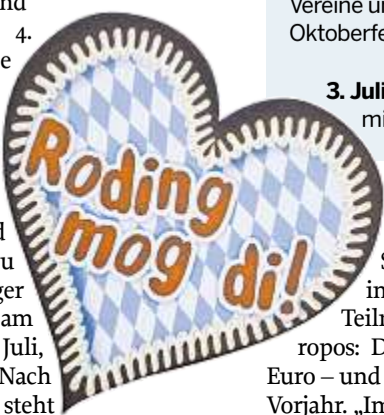 nd
4.
e
d
u
ger
am
Juli,
Nach
steht
Roding
mog di!
Vereine un
Oktoberfe
3. Juli
mi
S
in
Teiln
ropos: D
Euro – und
Vorjahr. „Im